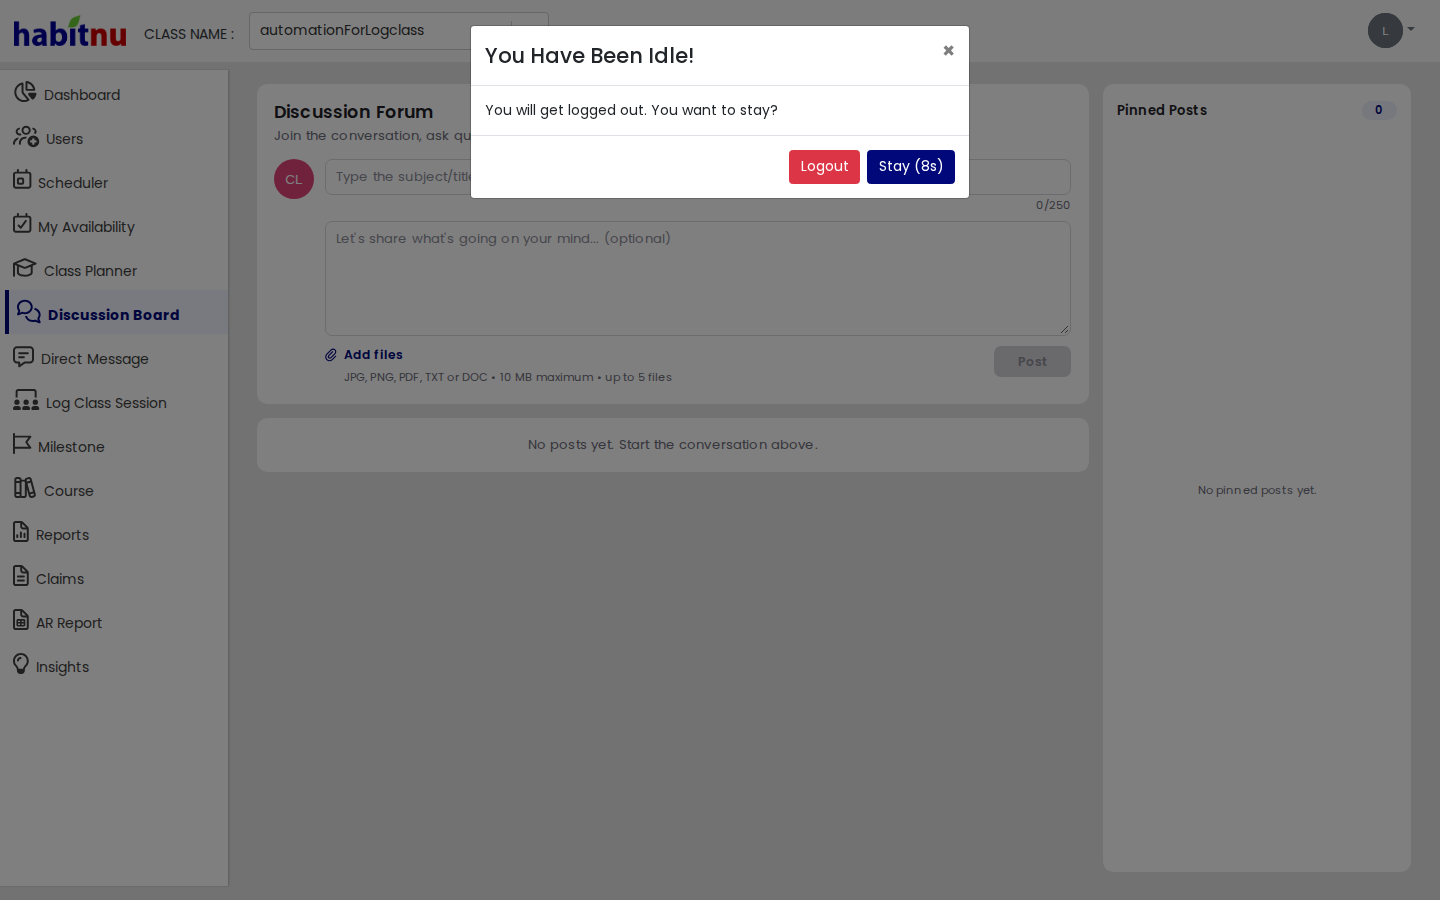 habitnu
CLASS NAME :
automationForLogclass
L
You Have Been Idle!
×
You will get logged out. You want to stay?
Logout
Stay (8s)
Dashboard
Users
Scheduler
My Availability
Class Planner
Discussion Board
Direct Message
Log Class Session
Milestone
Course
Reports
Claims
AR Report
Insights
Discussion Forum
Join the conversation, ask
CL
Type the subject/title
0/250
Let's share what's going on your mind... (optional)
Add files
JPG, PNG, PDF, TXT or DOC • 10 MB maximum • up to 5 files
Post
No posts yet. Start the conversation above.
Pinned Posts
0
No pinned posts yet.